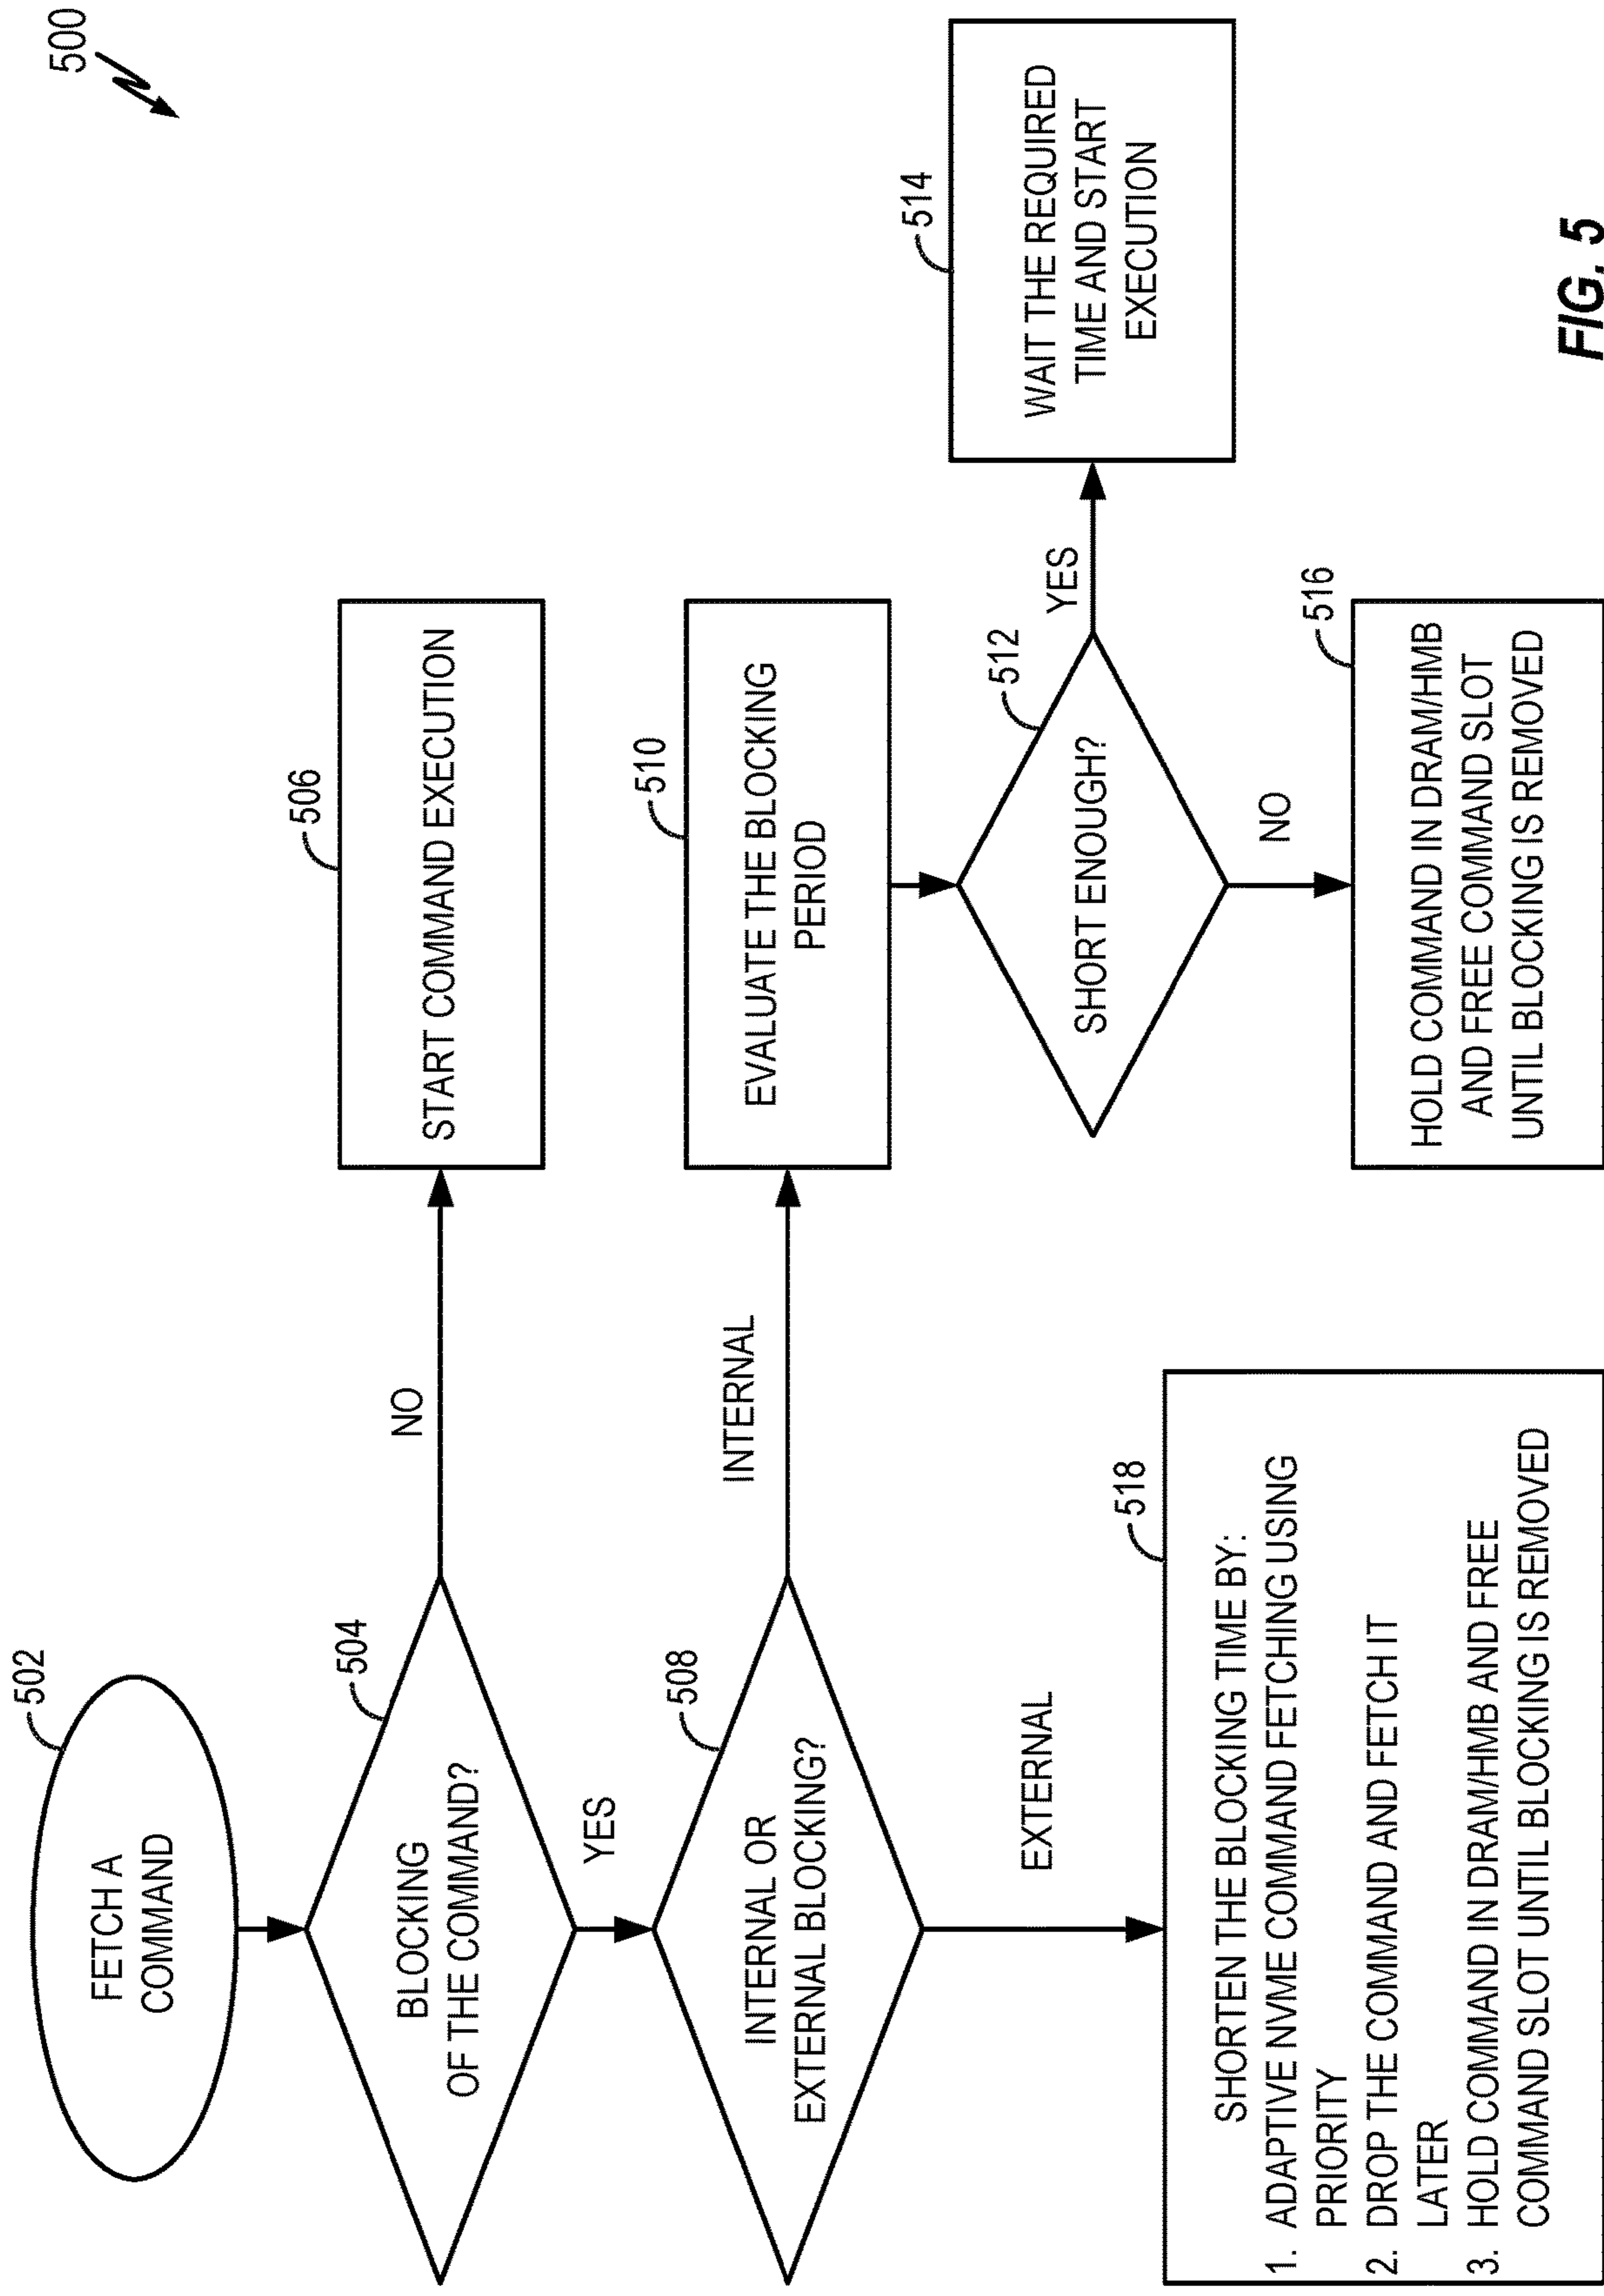 500
502
FETCH A
COMMAND
504
BLOCKING
OF THE COMMAND?
NO
506
START COMMAND EXECUTION
YES
508
INTERNAL OR
EXTERNAL BLOCKING?
INTERNAL
510
EVALUATE THE BLOCKING
PERIOD
512
SHORT ENOUGH?
YES
514
WAIT THE REQUIRED
TIME AND START
EXECUTION
NO
516
HOLD COMMAND IN DRAM/HMB
AND FREE COMMAND SLOT
UNTIL BLOCKING IS REMOVED
EXTERNAL
518
SHORTEN THE BLOCKING TIME BY:
1. ADAPTIVE NVME COMMAND FETCHING USING
PRIORITY
2. DROP THE COMMAND AND FETCH IT
LATER
3. HOLD COMMAND IN DRAM/HMB AND FREE
COMMAND SLOT UNTIL BLOCKING IS REMOVED
FIG. 5